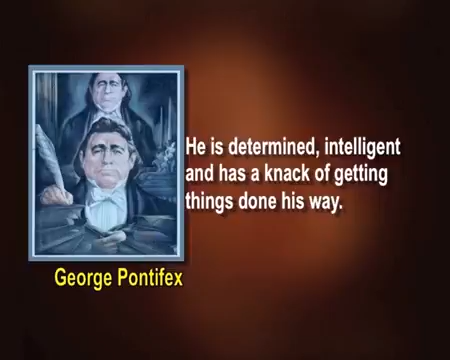 He is determined, intelligent
and has a knack of getting
things done his way.
George Pontifex